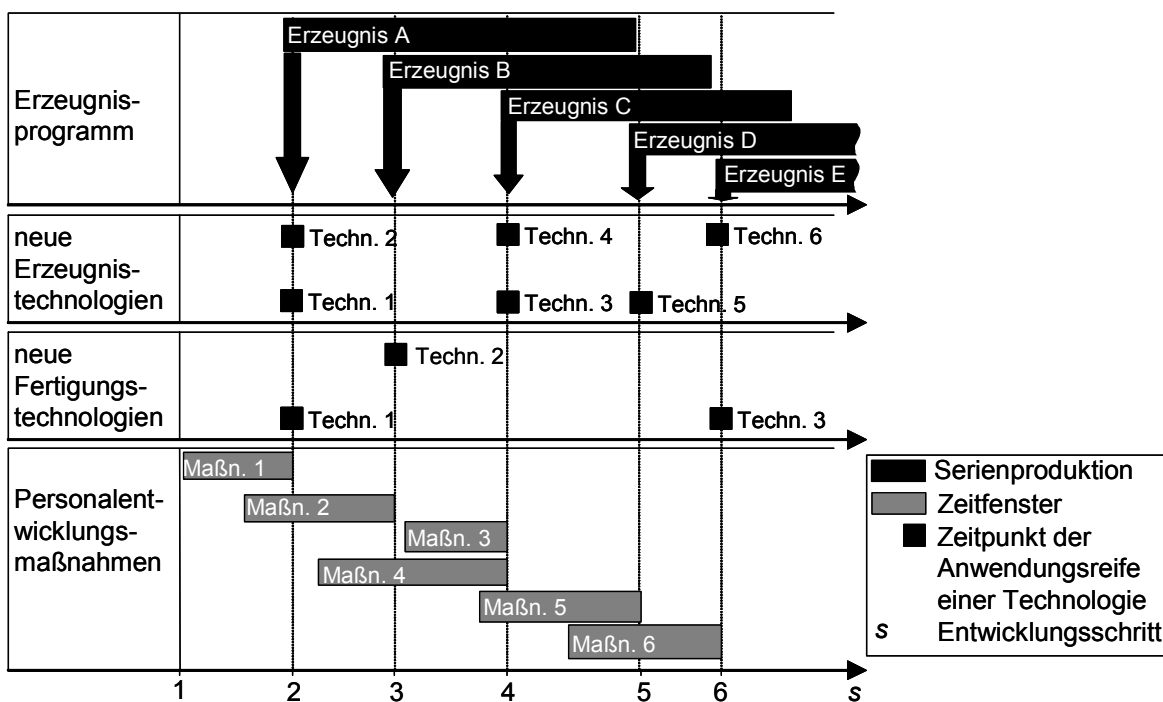 Erzeugnis A
Erzeugnis B
Erzeugnis C
Erzeugnis D
Erzeugnis E
Erzeugnis-
programm
neue
Erzeugnis-
technologien
Techn. 2
Techn. 4
Techn. 6
Techn. 1
Techn. 3
Techn. 5
neue
Fertigungs-
technologien
Techn. 2
Techn. 1
Techn. 3
Personalent-
wicklungs-
maßnahmen
Maßn. 1
Maßn. 2
Maßn. 3
Maßn. 4
Maßn. 5
Maßn. 6
1 2 3 4 5 6 s
Serienproduktion
Zeitfenster
Zeitpunkt der
Anwendungsreife
einer Technologie
s Entwicklungsschritt